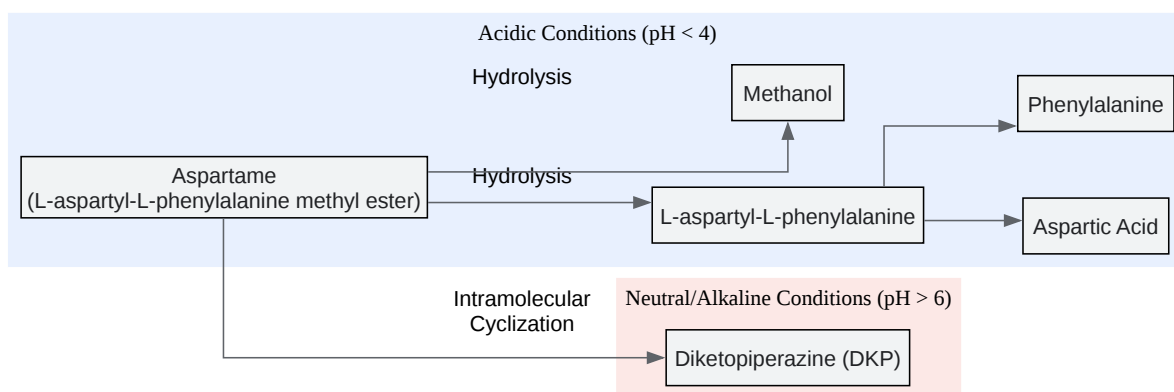 Acidic Conditions (pH < 4)
Hydrolysis
Methanol
Phenylalanine
Aspartame
(L-aspartyl-L-phenylalanine methyl ester)
Hydrolysis
L-aspartyl-L-phenylalanine
Aspartic Acid
Intramolecular
Cyclization
Neutral/Alkaline Conditions (pH > 6)
Diketopiperazine (DKP)